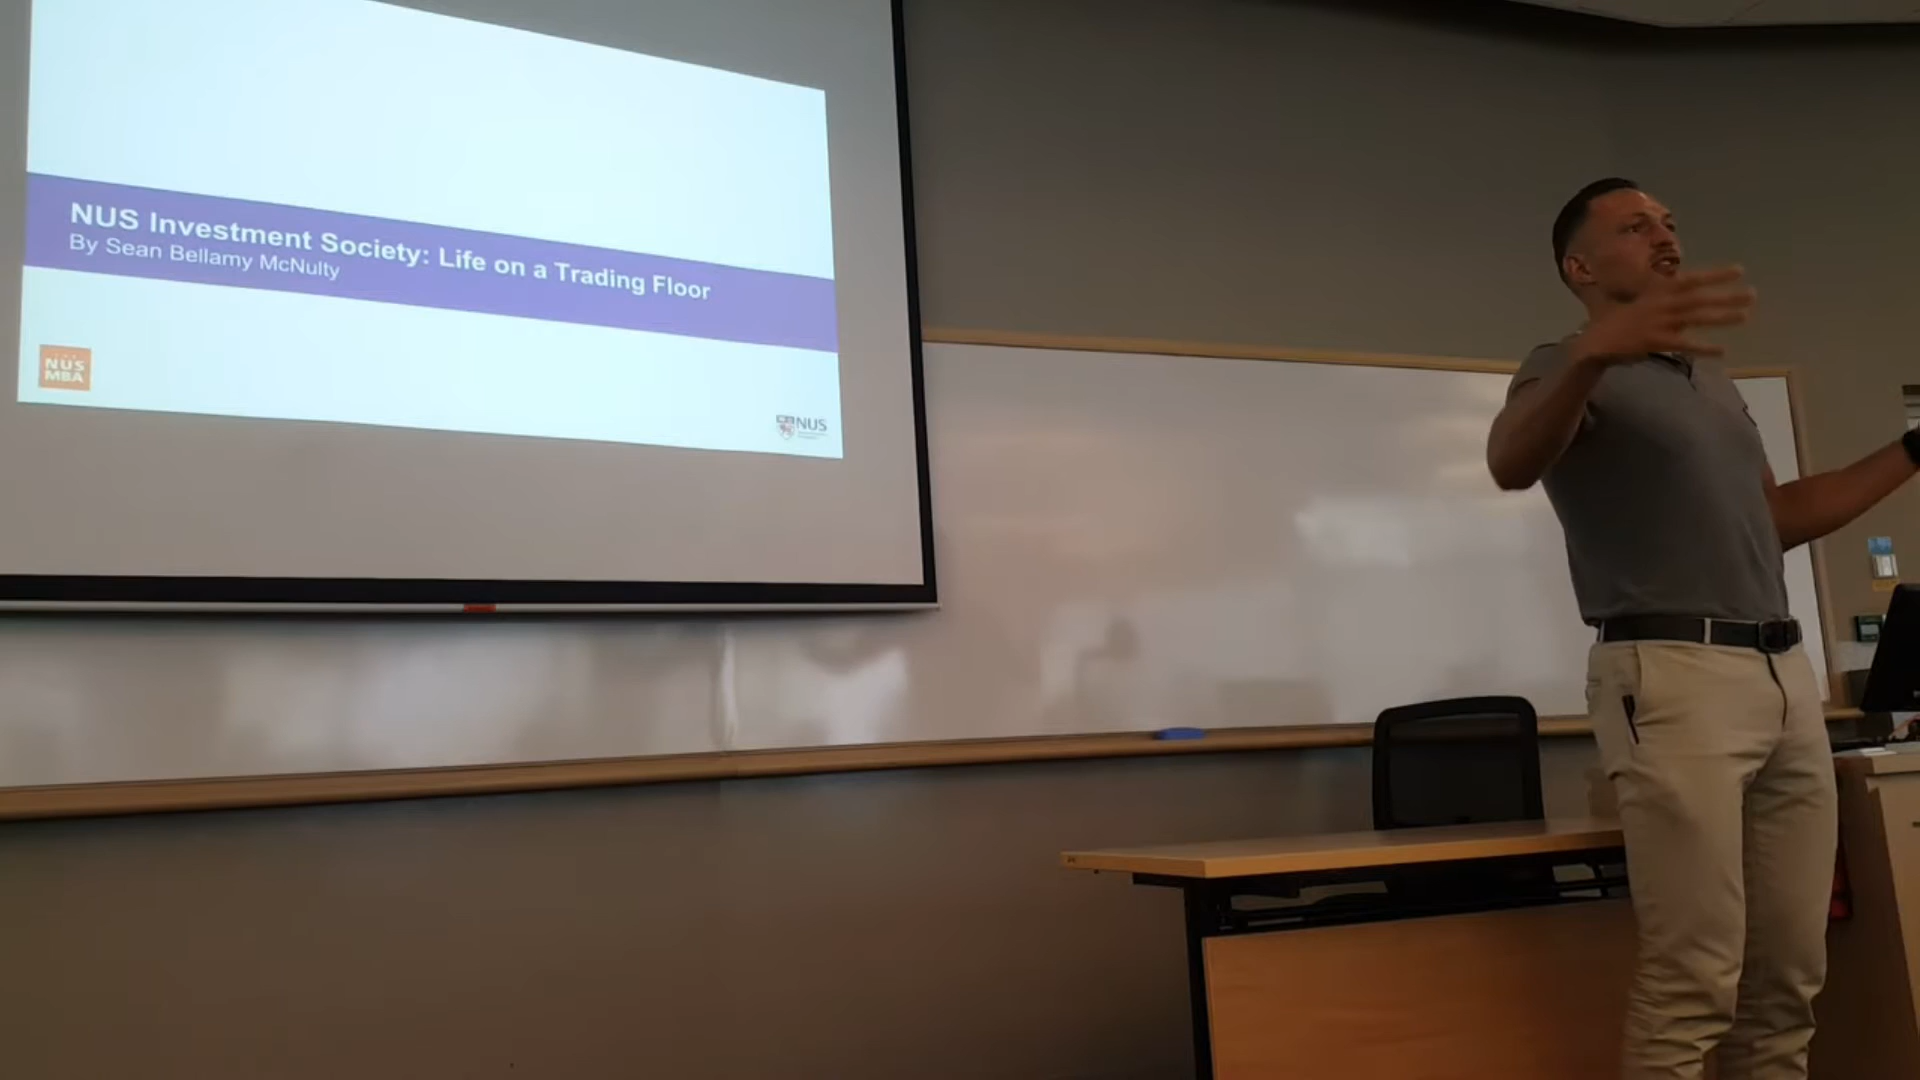 NUS Investment Society: Life on a Trading Floor
By Sean Bellamy McNulty
NUS
MBA
NUS